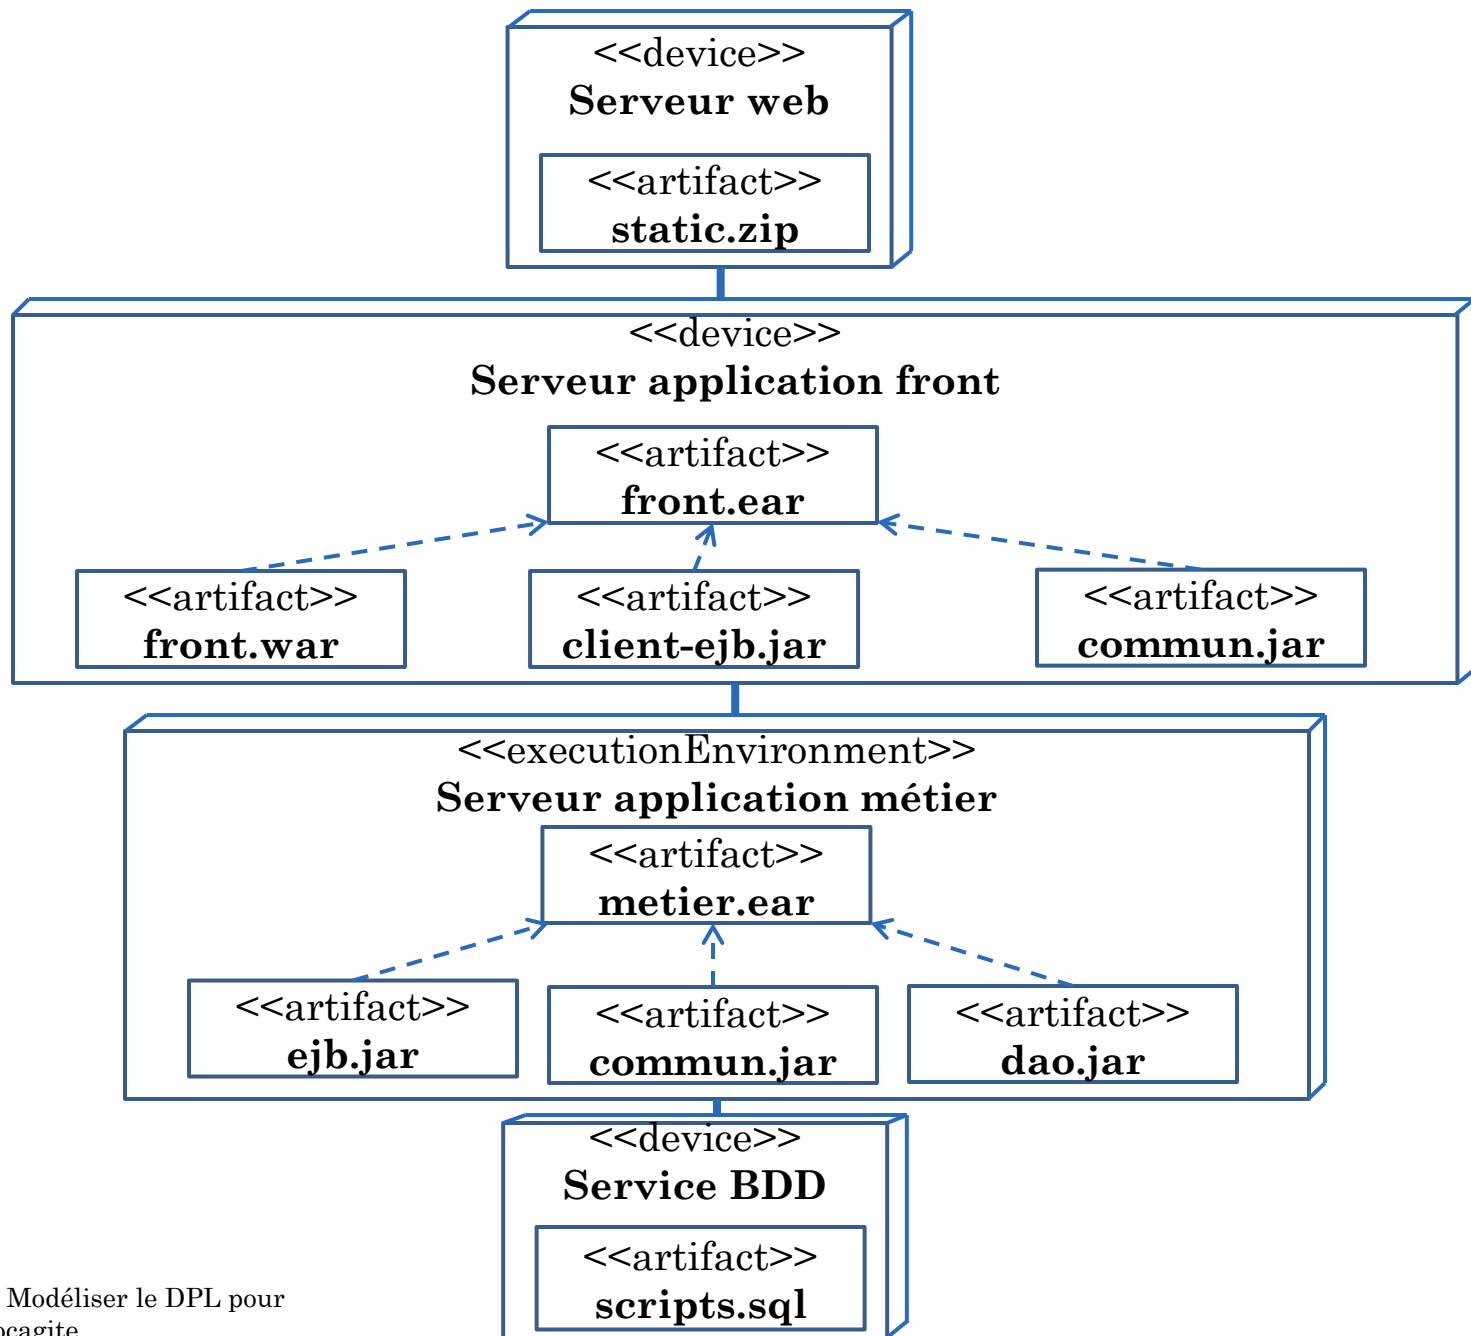 <<device>>
Serveur web
<<artifact>>
static.zip
<<device>>
Serveur application front
<<artifact>>
front.ear
<<artifact>>
front.war
<<artifact>>
client-ejb.jar
<<artifact>>
commun.jar
<<executionEnvironment>>
Serveur application métier
<<artifact>>
metier.ear
<<artifact>>
ejb.jar
<<artifact>>
commun.jar
<<artifact>>
dao.jar
<<device>>
Service BDD
<<artifact>>
scripts.sql
Modéliser le DPL pour